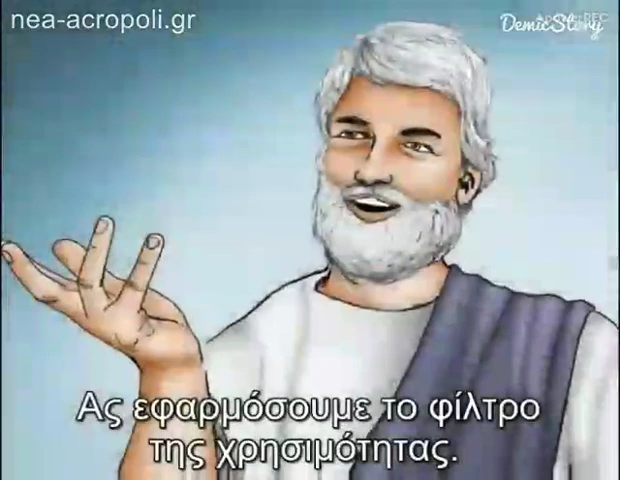 nea-acropoli.gr
DemicStory
Ας εφαρμόσουμε το φίλτρο
της χρησιμότητας.